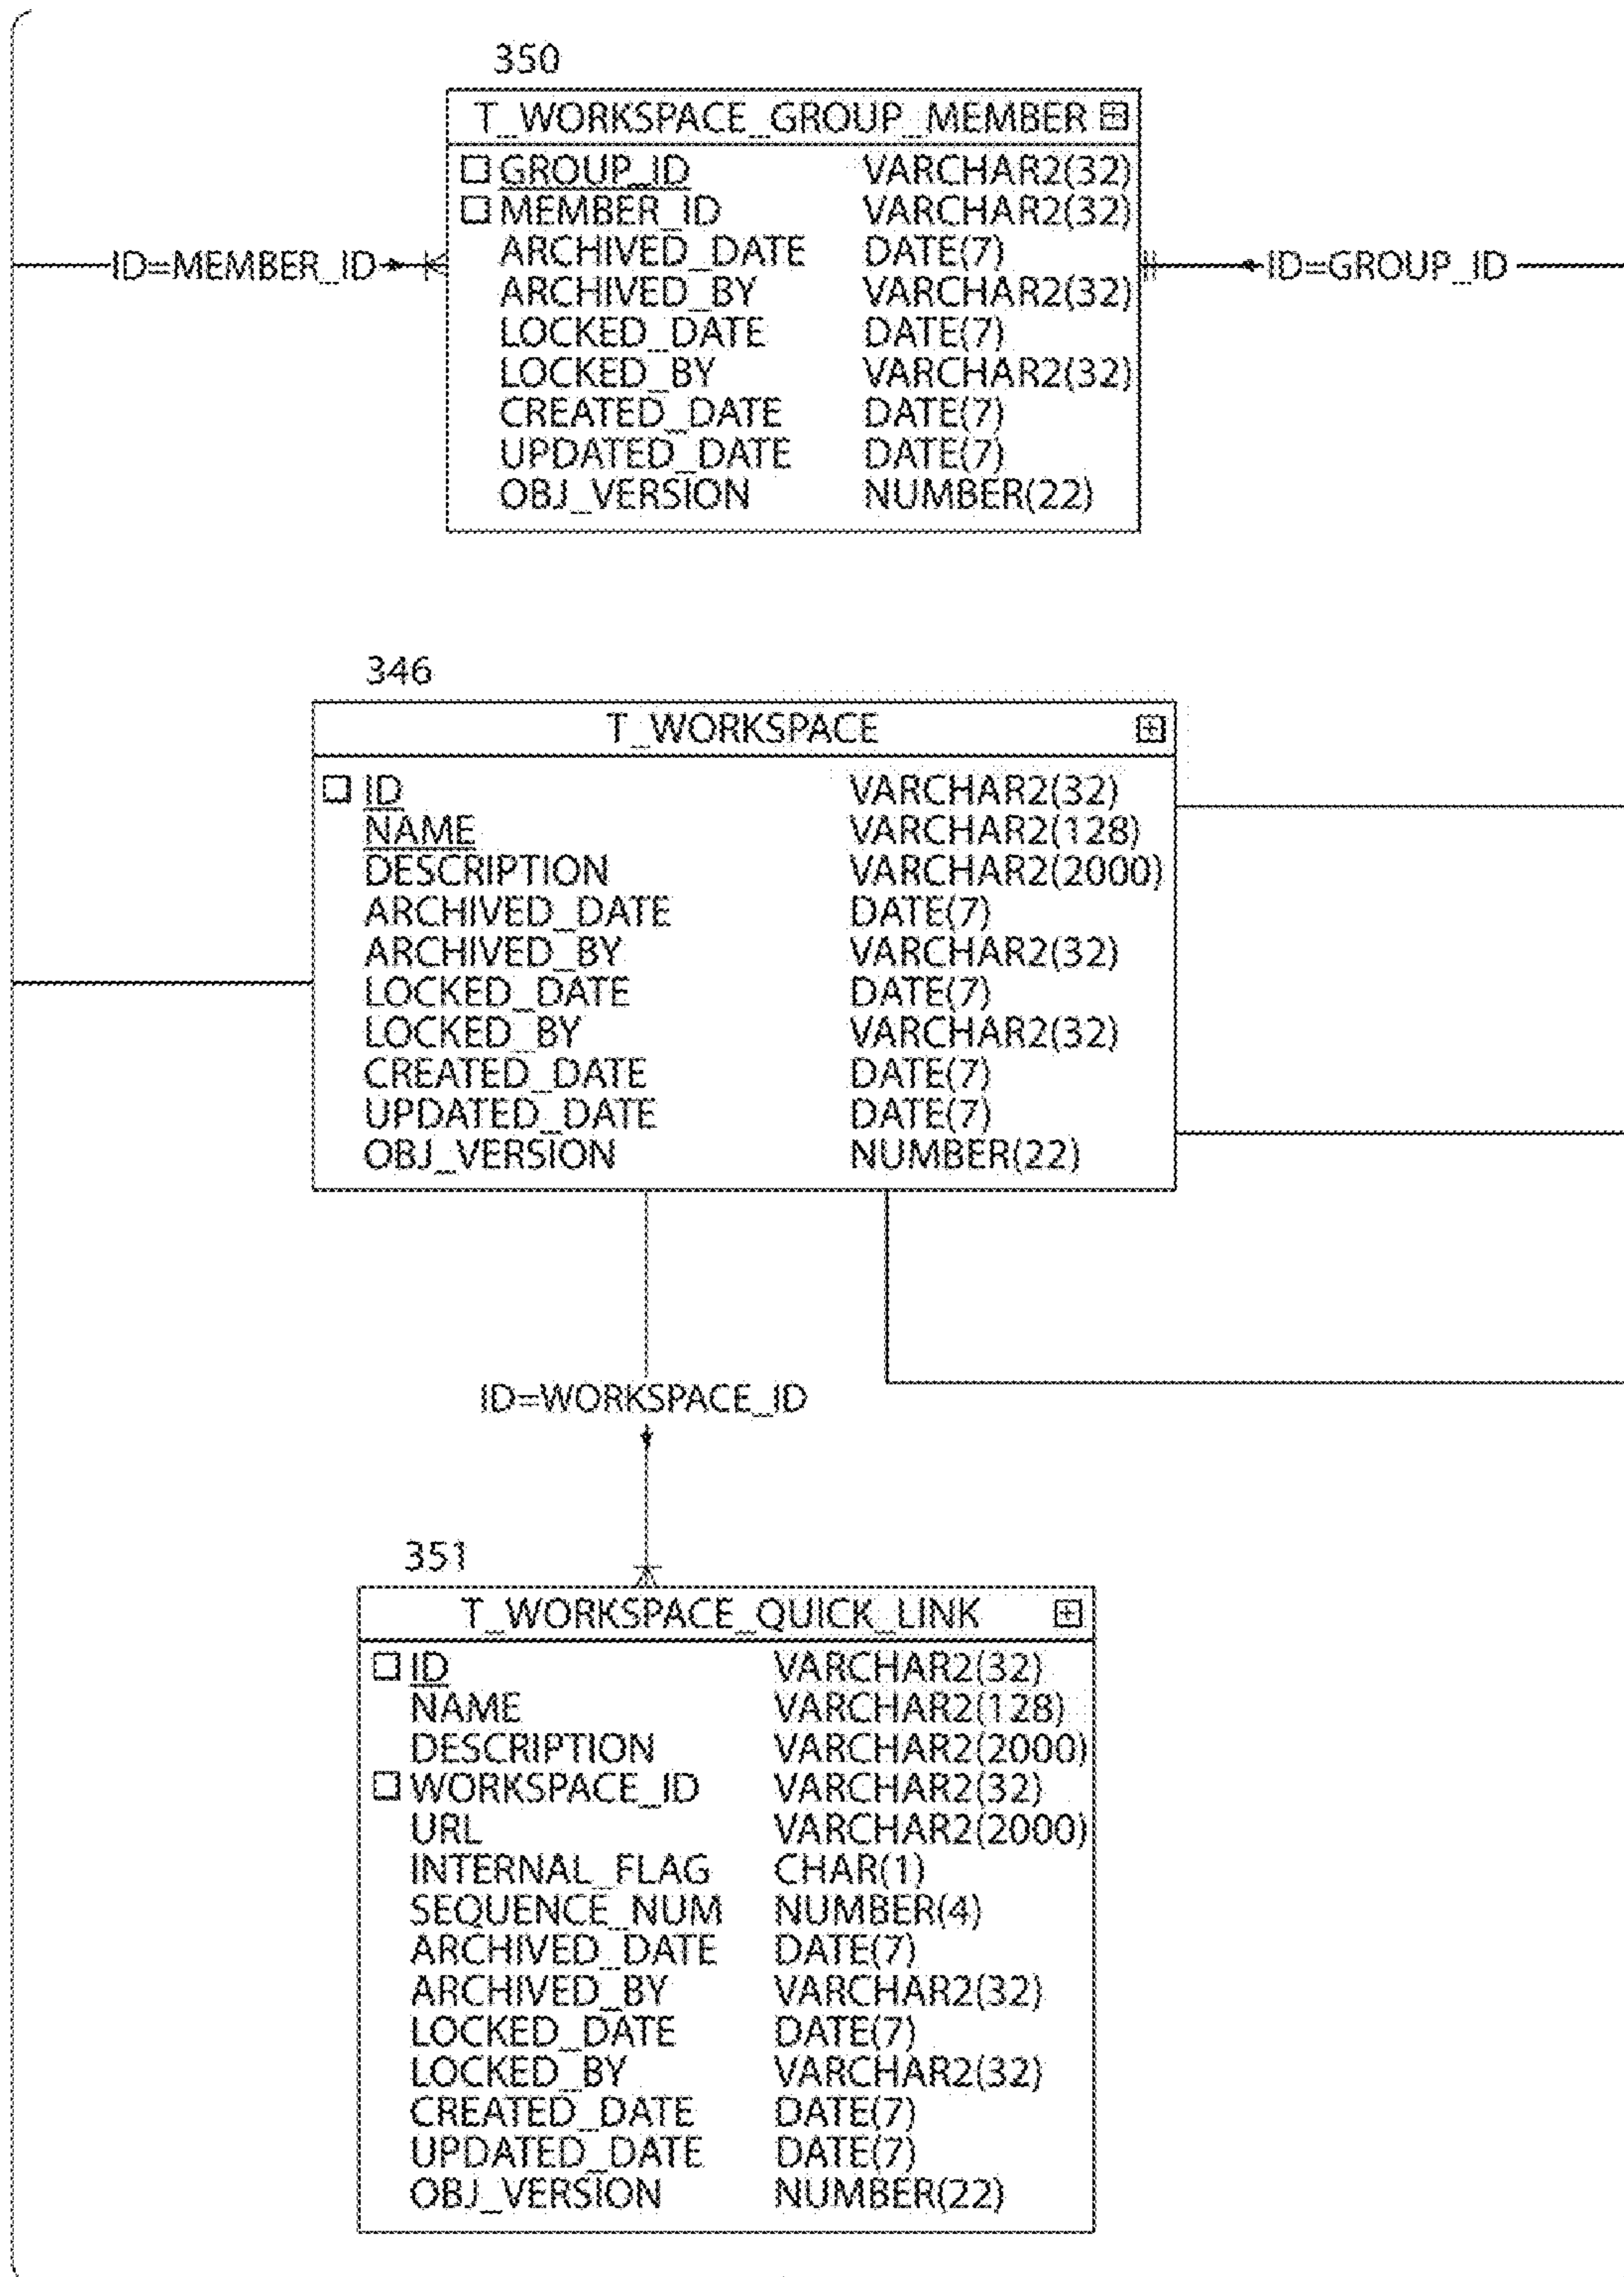 350
T_WORKSPACE_GROUP_MEMBER
GROUP_ID VARCHAR2(32)
MEMBER_ID VARCHAR2(32)
ARCHIVED_DATE DATE(7)
ID=MEMBER_ID
ID=GROUP_ID
ARCHIVED_BY VARCHAR2(32)
LOCKED_DATE DATE(7)
LOCKED_BY VARCHAR2(32)
CREATED_DATE DATE(7)
UPDATED_DATE DATE(7)
OBJ_VERSION NUMBER(22)
346
T_WORKSPACE
ID VARCHAR2(32)
NAME VARCHAR2(128)
DESCRIPTION VARCHAR2(2000)
ARCHIVED_DATE DATE(7)
ARCHIVED_BY VARCHAR2(32)
LOCKED_DATE DATE(7)
LOCKED_BY VARCHAR2(32)
CREATED_DATE DATE(7)
UPDATED_DATE DATE(7)
OBJ_VERSION NUMBER(22)
ID=WORKSPACE_ID
351
T_WORKSPACE_QUICK_LINK
ID VARCHAR2(32)
NAME VARCHAR2(128)
DESCRIPTION VARCHAR2(2000)
WORKSPACE_ID VARCHAR2(32)
URL VARCHAR2(2000)
INTERNAL_FLAG CHAR(1)
SEQUENCE_NUM NUMBER(4)
ARCHIVED_DATE DATE(7)
ARCHIVED_BY VARCHAR2(32)
LOCKED_DATE DATE(7)
LOCKED_BY VARCHAR2(32)
CREATED_DATE DATE(7)
UPDATED_DATE DATE(7)
OBJ_VERSION NUMBER(22)